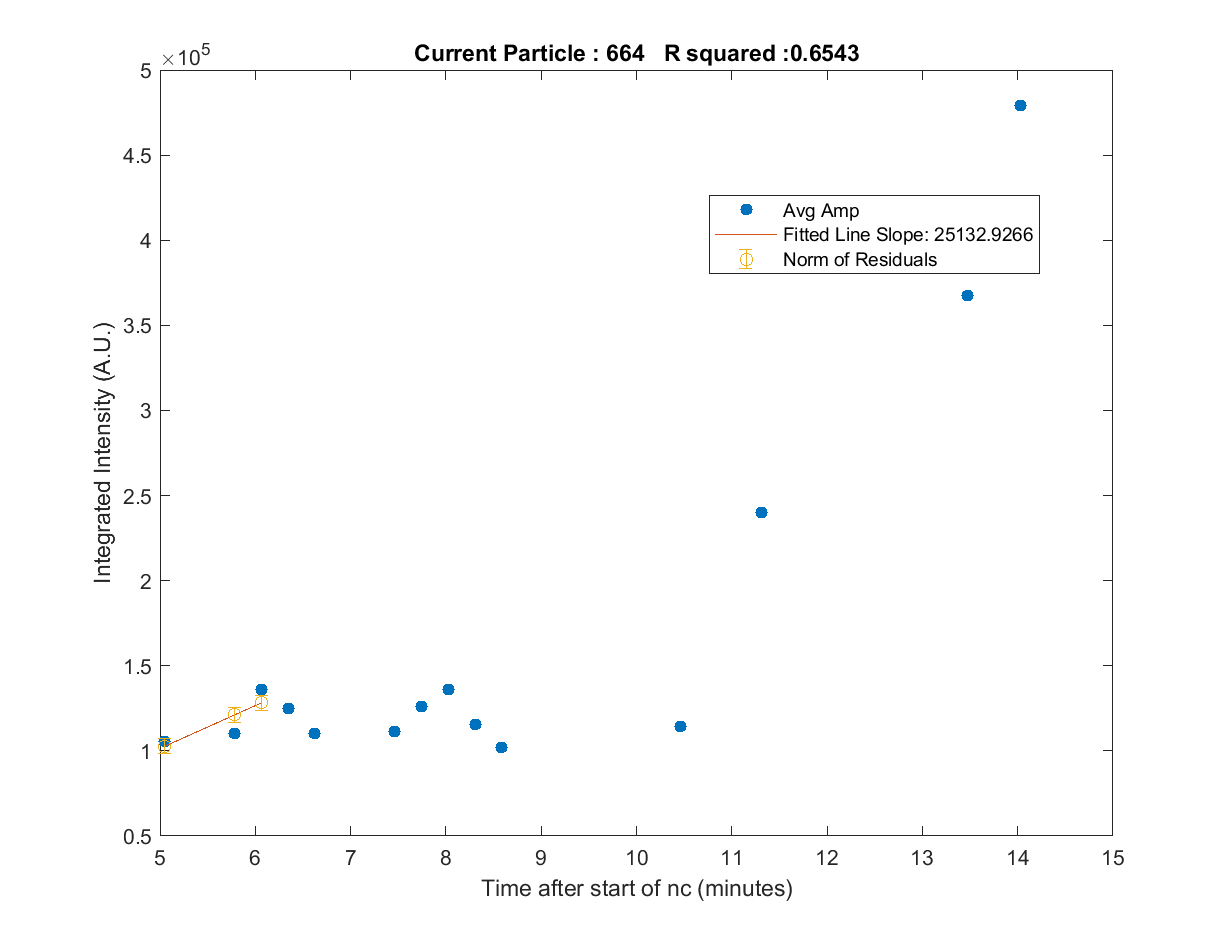 Current Particle : 664 R squared :0.6543
×10^5
5
4.5
4
3.5
3
2.5
2
1.5
1
0.5
Integrated Intensity (A.U.)
Avg Amp
Fitted Line Slope: 25132.9266
Norm of Residuals
5 6 7 8 9 10 11 12 13 14 15
Time after start of nc (minutes)